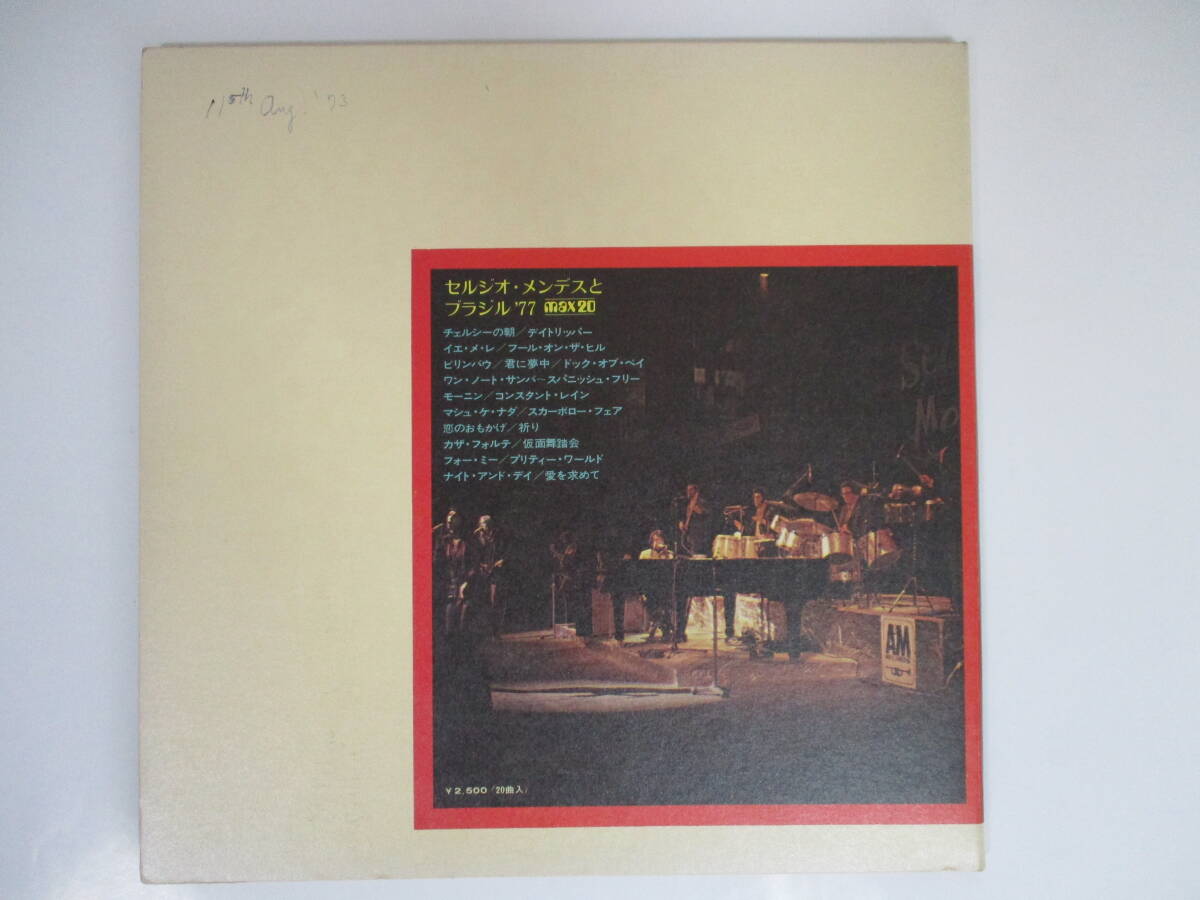 11 5th Aug. '73
セルジオ・メンデスと
ブラジル'77 max20
チェルシーの朝/デイトリッパー
イエ・メ・レ/フール・オン・ザ・ヒル
ビリンバウ/君に夢中/ドック・オブ・ベイ
ワン・ノート・サンバ〜スパニッシュ・フリー
モーニン/コンスタント・レイン
マシュ・ケ・ナダ/スカーボロー・フェア
恋のおもかげ/祈り
カザ・フォルテ/仮面舞踏会
フォー・ミー/プリティー・ワールド
ナイト・アンド・デイ/愛を求めて
Se
Me
AM
¥2,500(20曲入)